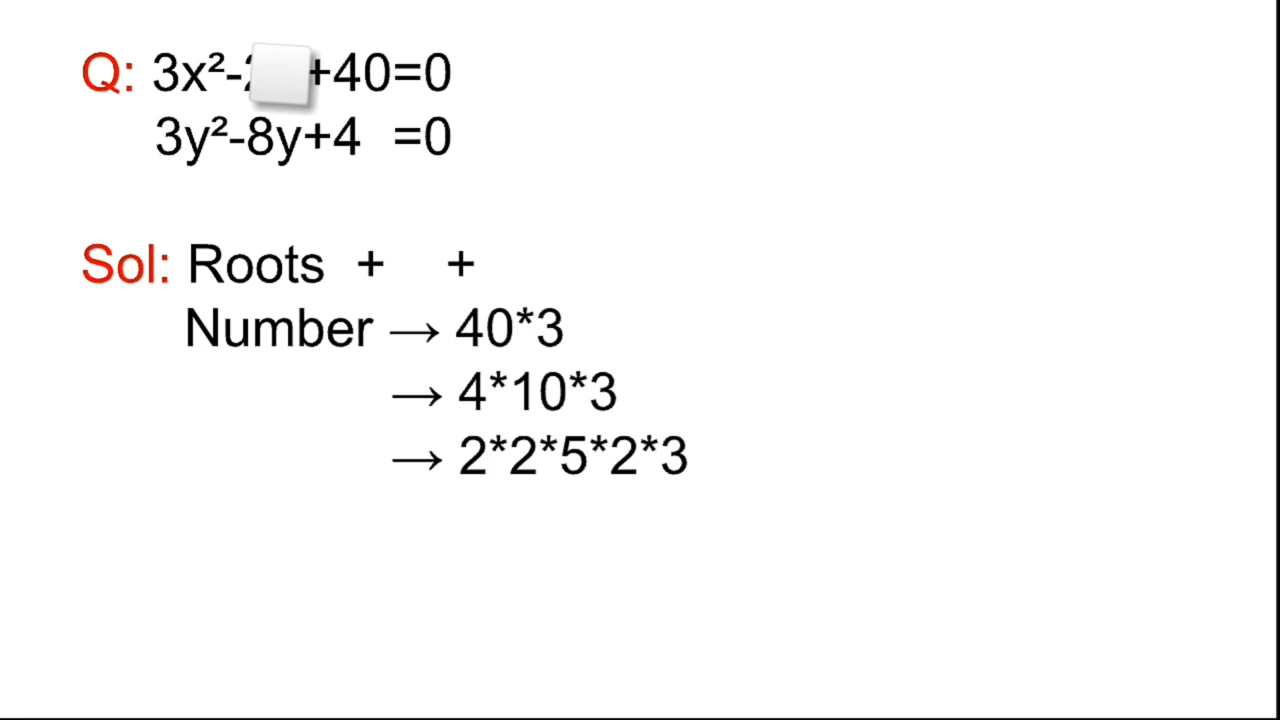 Q: 3x²- +40=0
3y²-8y+4 =0
Sol: Roots + +
Number → 40*3
→ 4*10*3
→ 2*2*5*2*3